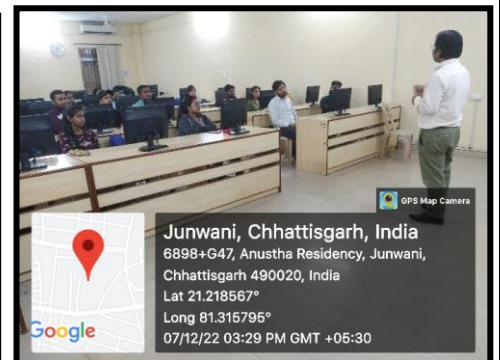 GPS Map Camera
Junwani, Chhattisgarh, India
6898+G47, Anustha Residency, Junwani,
Chhattisgarh 490020, India
Lat 21.218567°
Long 81.315795°
07/12/22 03:29 PM GMT +05:30
Google